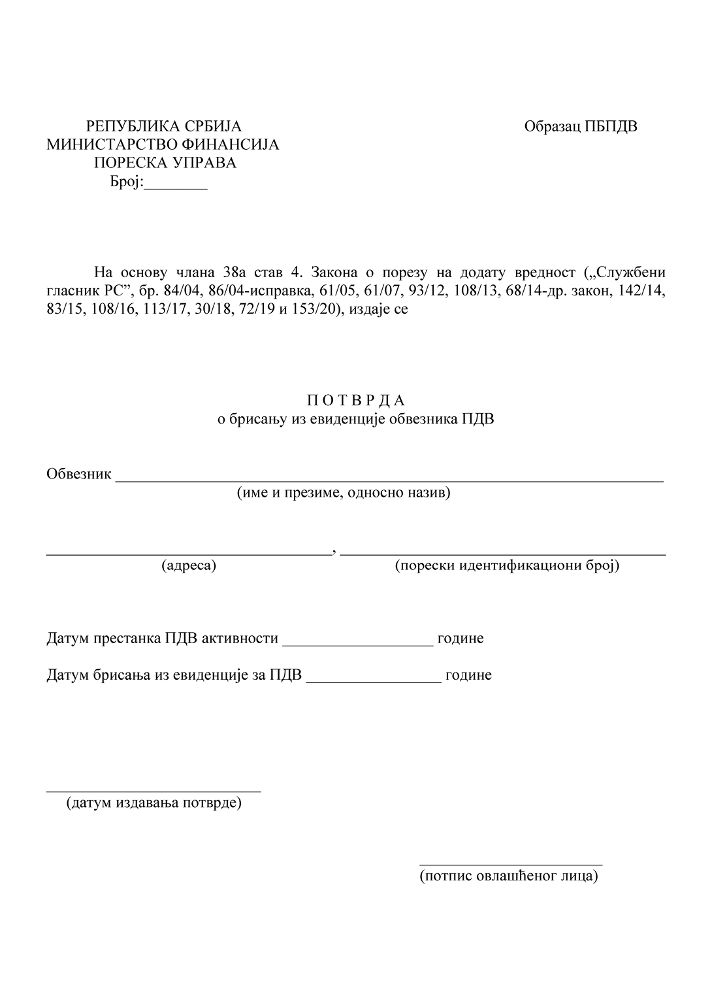 РЕПУБЛИКА СРБИЈА
Образац ПБПДВ
МИНИСТАРСТВО ФИНАНСИЈА
ПОРЕСКА УПРАВА
Број:________
На основу члана 38а став 4. Закона о порезу на додату вредност („Службени
гласник РС”, бр. 84/04, 86/04-исправка, 61/05, 61/07, 93/12, 108/13, 68/14-др. закон, 142/14,
83/15, 108/16, 113/17, 30/18, 72/19 и 153/20), издаје се
П О Т В Р Д А
о брисању из евиденције обвезника ПДВ
Обвезник ____________________
(име и презиме, односно назив)
____________________, ____________________
(адреса) (порески идентификациони број)
Датум престанка ПДВ активности ___________________ године
Датум брисања из евиденције за ПДВ _________________ године
___________________________
(датум издавања потврде)
_______________________
(потпис овлашћеног лица)